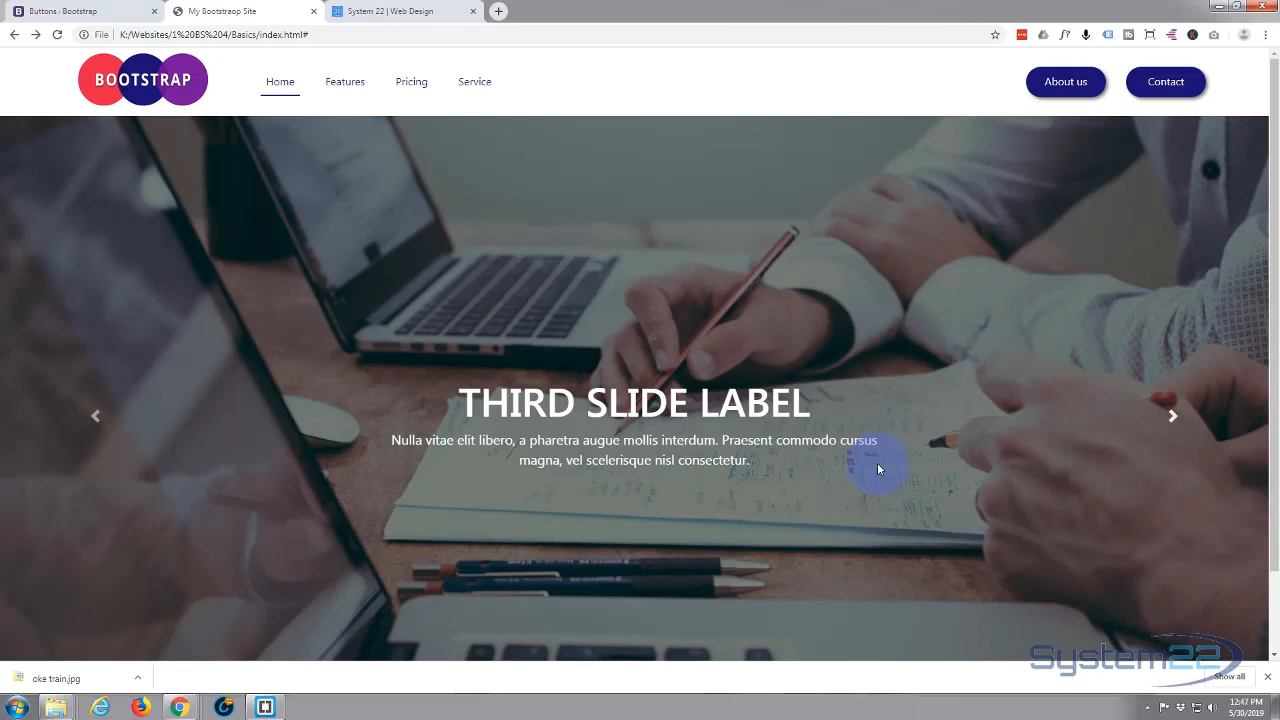 Buttons · Bootstrap
My Bootstraop Site
System 22 | Web Design
File
K:/Websites/1%20BS%204/Basics/index.html#
BOOTSTRAP
Home
Features
Pricing
Service
About us
Contact
THIRD SLIDE LABEL
Nulla vitae elit libero, a pharetra augue mollis interdum. Praesent commodo cursus
magna, vel scelerisque nisl consectetur.
System22
oke train.jpg
Show all
12:47 PM
5/30/2019